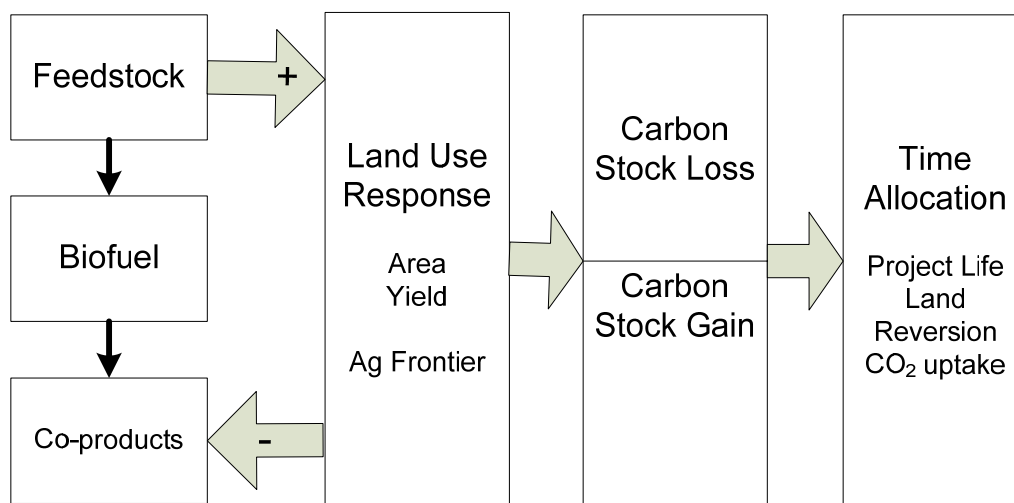 Feedstock
+
Biofuel
Co-products
-
Land Use
Response
Area
Yield
Ag Frontier
Carbon
Stock Loss
Carbon
Stock Gain
Time
Allocation
Project Life
Land
Reversion
CO₂ uptake